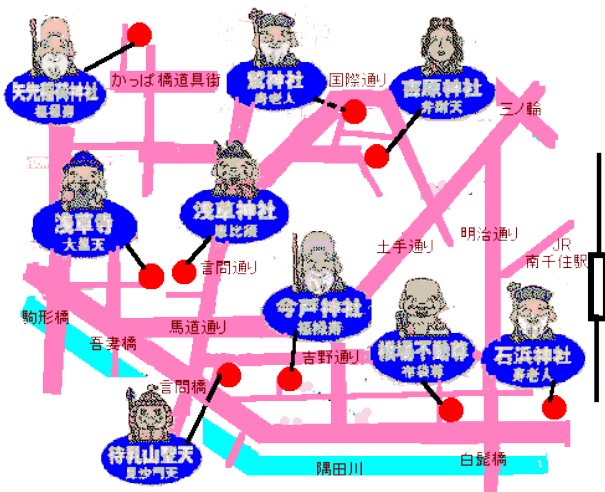 矢先稲荷神社
福禄寿
かっぱ橋道具街
鷲神社
寿老人
国際通り
吉原神社
弁財天
三ノ輪
浅草寺
大黒天
浅草神社
恵比須
言問通り
土手通り
明治通り
JR
南千住駅
今戸神社
福禄寿
駒形橋
吾妻橋
馬道通り
吉野通り
橋場不動尊
布袋尊
石浜神社
寿老人
言問橋
待乳山聖天
毘沙門天
隅田川
白髭橋